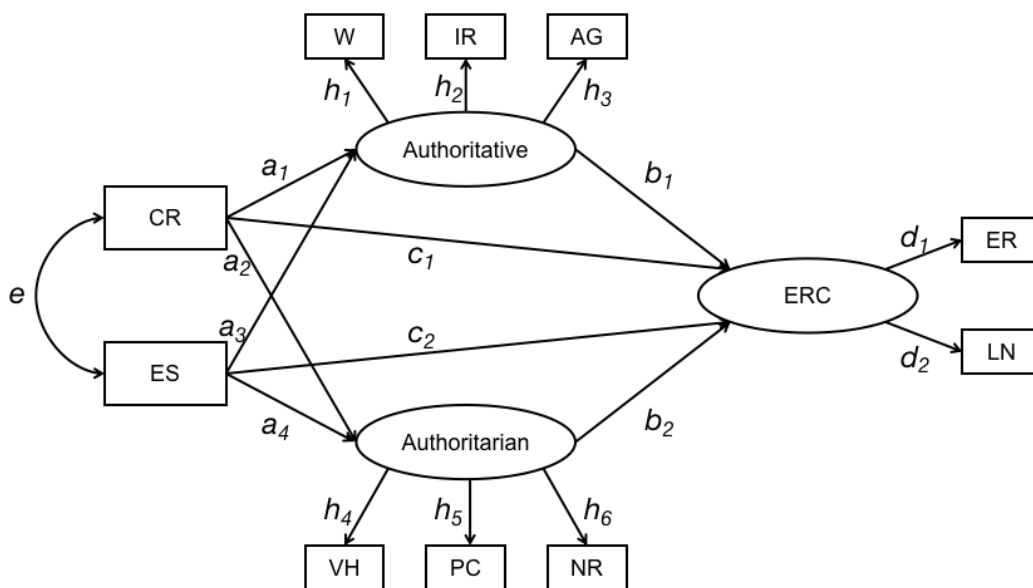 W
IR
AG
h1
h2
h3
Authoritative
a1
b1
CR
a2
c1
d1
ER
e
ERC
a3
c2
ES
d2
LN
a4
b2
Authoritarian
h4
h5
h6
VH
PC
NR